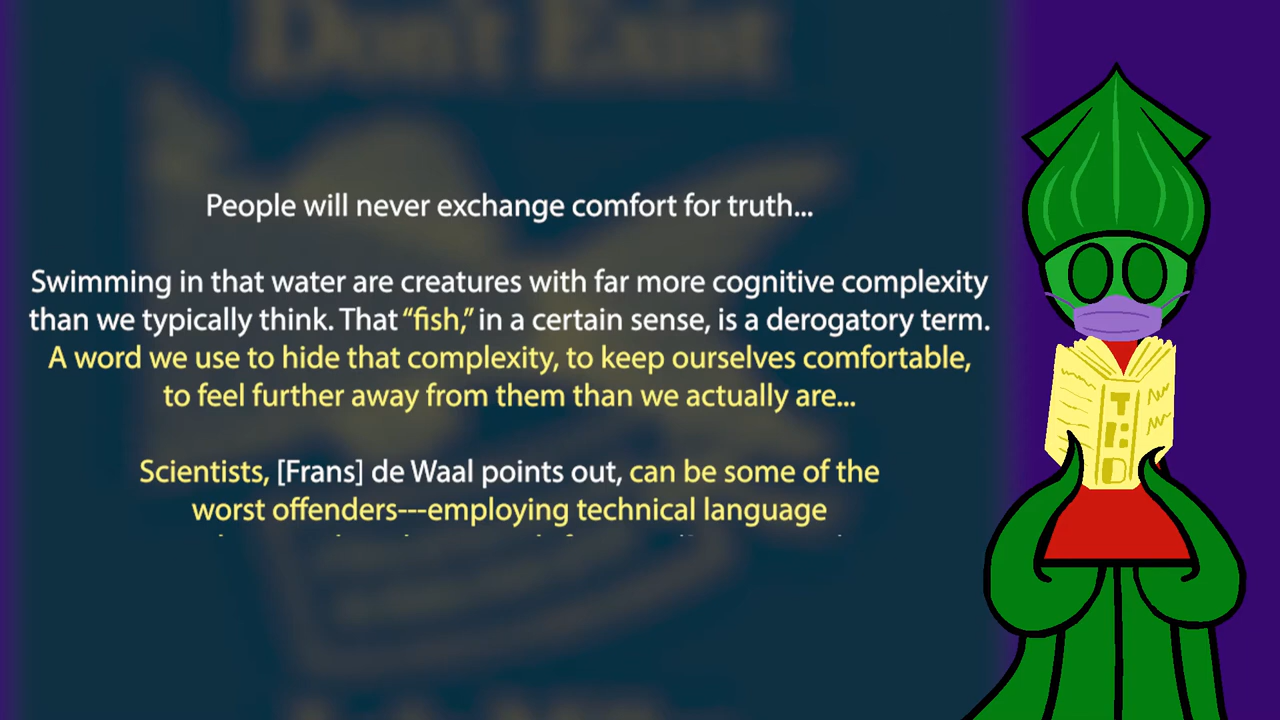 Don't Exist
People will never exchange comfort for truth...
Swimming in that water are creatures with far more cognitive complexity
than we typically think. That “fish,” in a certain sense, is a derogatory term.
A word we use to hide that complexity, to keep ourselves comfortable,
to feel further away from them than we actually are...
Scientists, [Frans] de Waal points out, can be some of the
worst offenders---employing technical language
TED